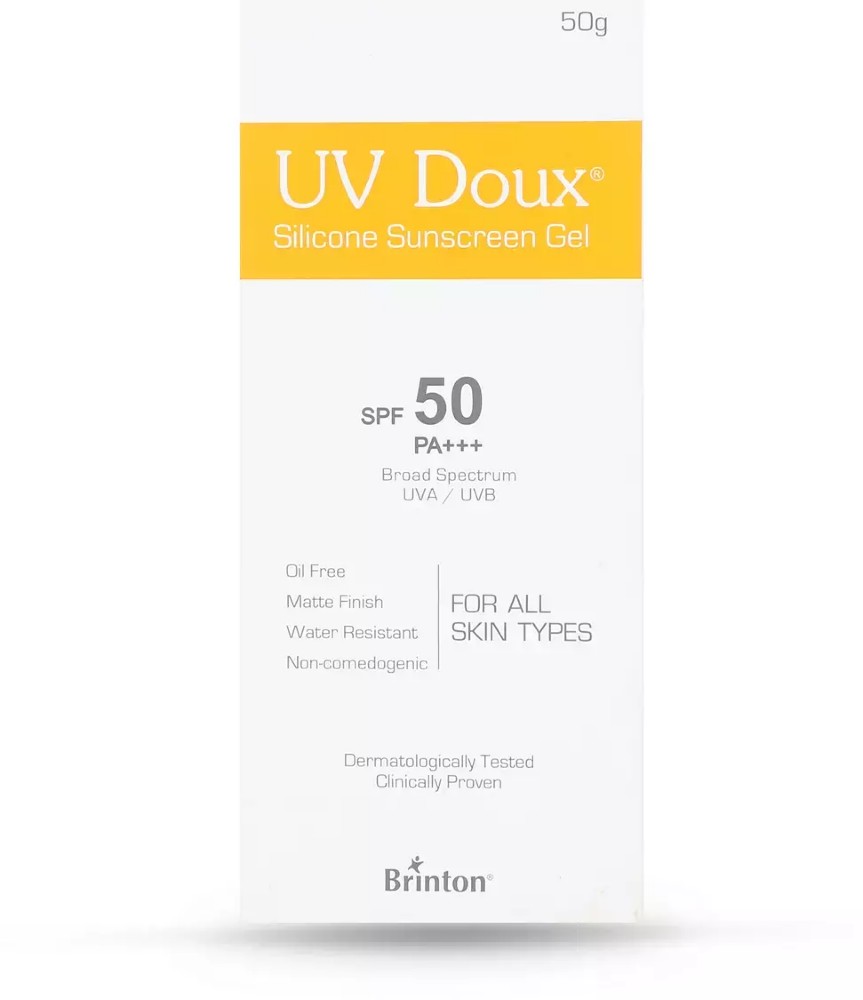 50g
UV Doux®
Silicone Sunscreen Gel
SPF 50
PA+++
Broad Spectrum
UVA / UVB
Oil Free
Matte Finish
Water Resistant
Non-comedogenic
FOR ALL
SKIN TYPES
Dermatologically Tested
Clinically Proven
Brinton®